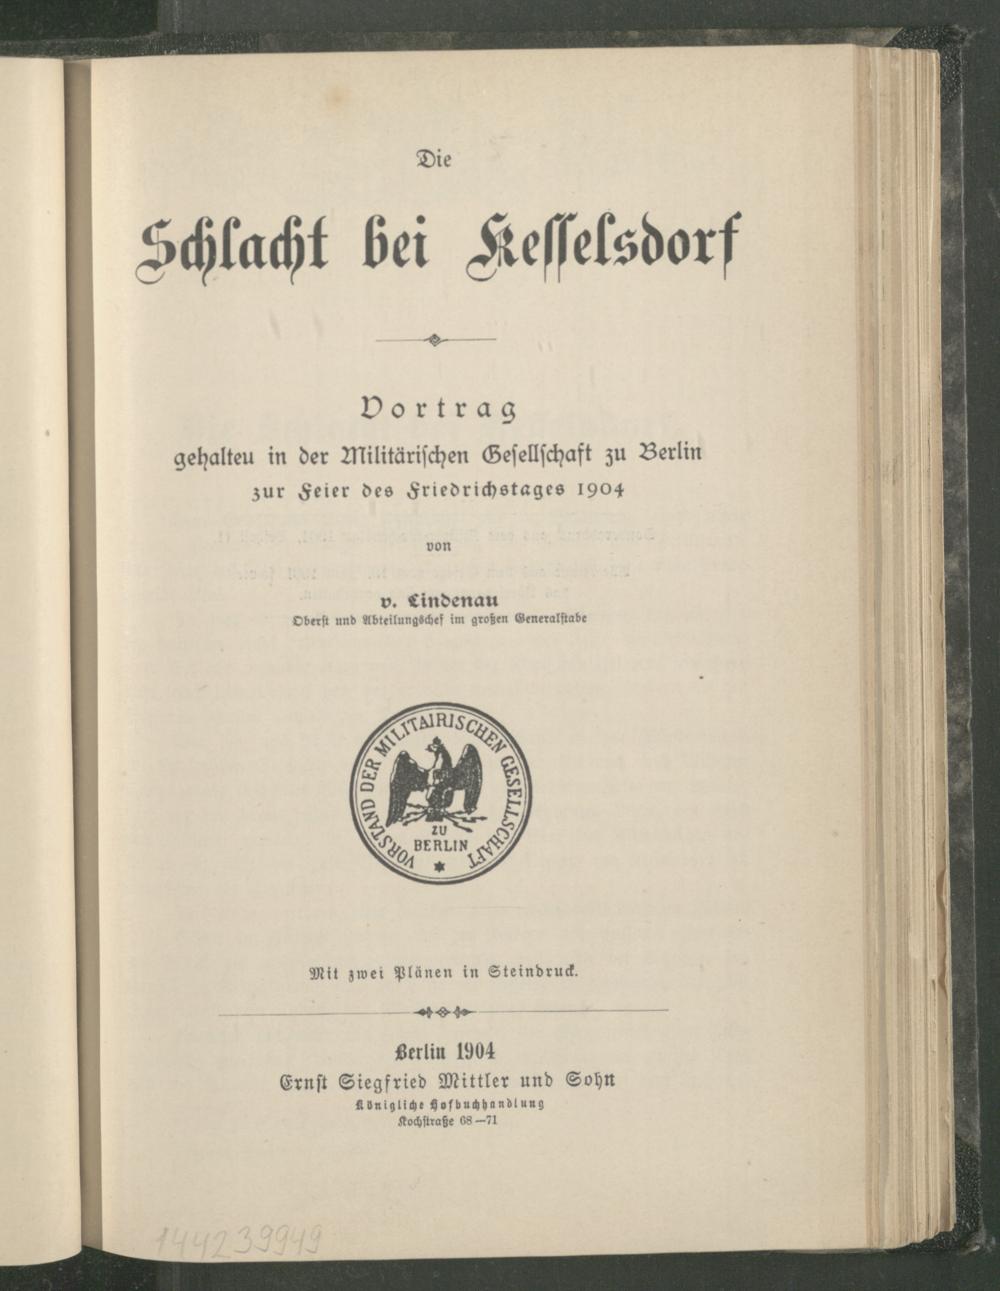 Die
Schlacht bei Kesselsdorf
Vortrag
gehalteu in der Militärischen Gesellschaft zu Berlin
zur Feier des Friedrichstages 1904
von
v. Lindenau
Oberst und Abteilungschef im großen Generalstabe
VORSTAND DER MILITAIRISCHEN GESELLSCHAFT
ZU
BERLIN
Mit zwei Plänen in Steindruck.
Berlin 1904
Ernst Siegfried Mittler und Sohn
Königliche Hofbuchhandlung
Kochstraße 68—71
144239949